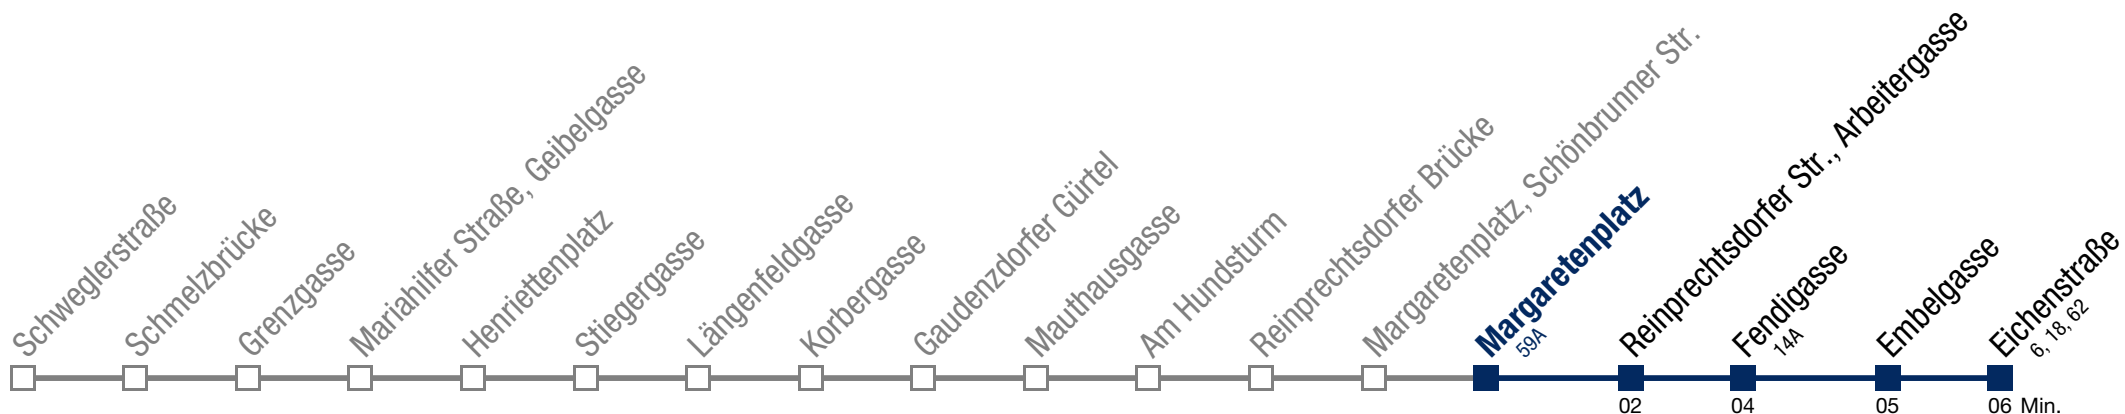 Schweglerstraße
Schmelzbrücke
Grenzgasse
Mariahilfer Straße, Geibelgasse
Henriettenplatz
Stiegergasse
Längenfeldgasse
Korbergasse
Gaudenzdorfer Gürtel
Mauthausgasse
Am Hundsturm
Reinprechtsdorfer Brücke
Margaretenplatz, Schönbrunner Str.
Margaretenplatz
59A
Reinprechtsdorfer Str., Arbeitergasse
Fendigasse
14A
Embelgasse
Eichenstraße
6, 18, 62
02 04 05 06 Min.